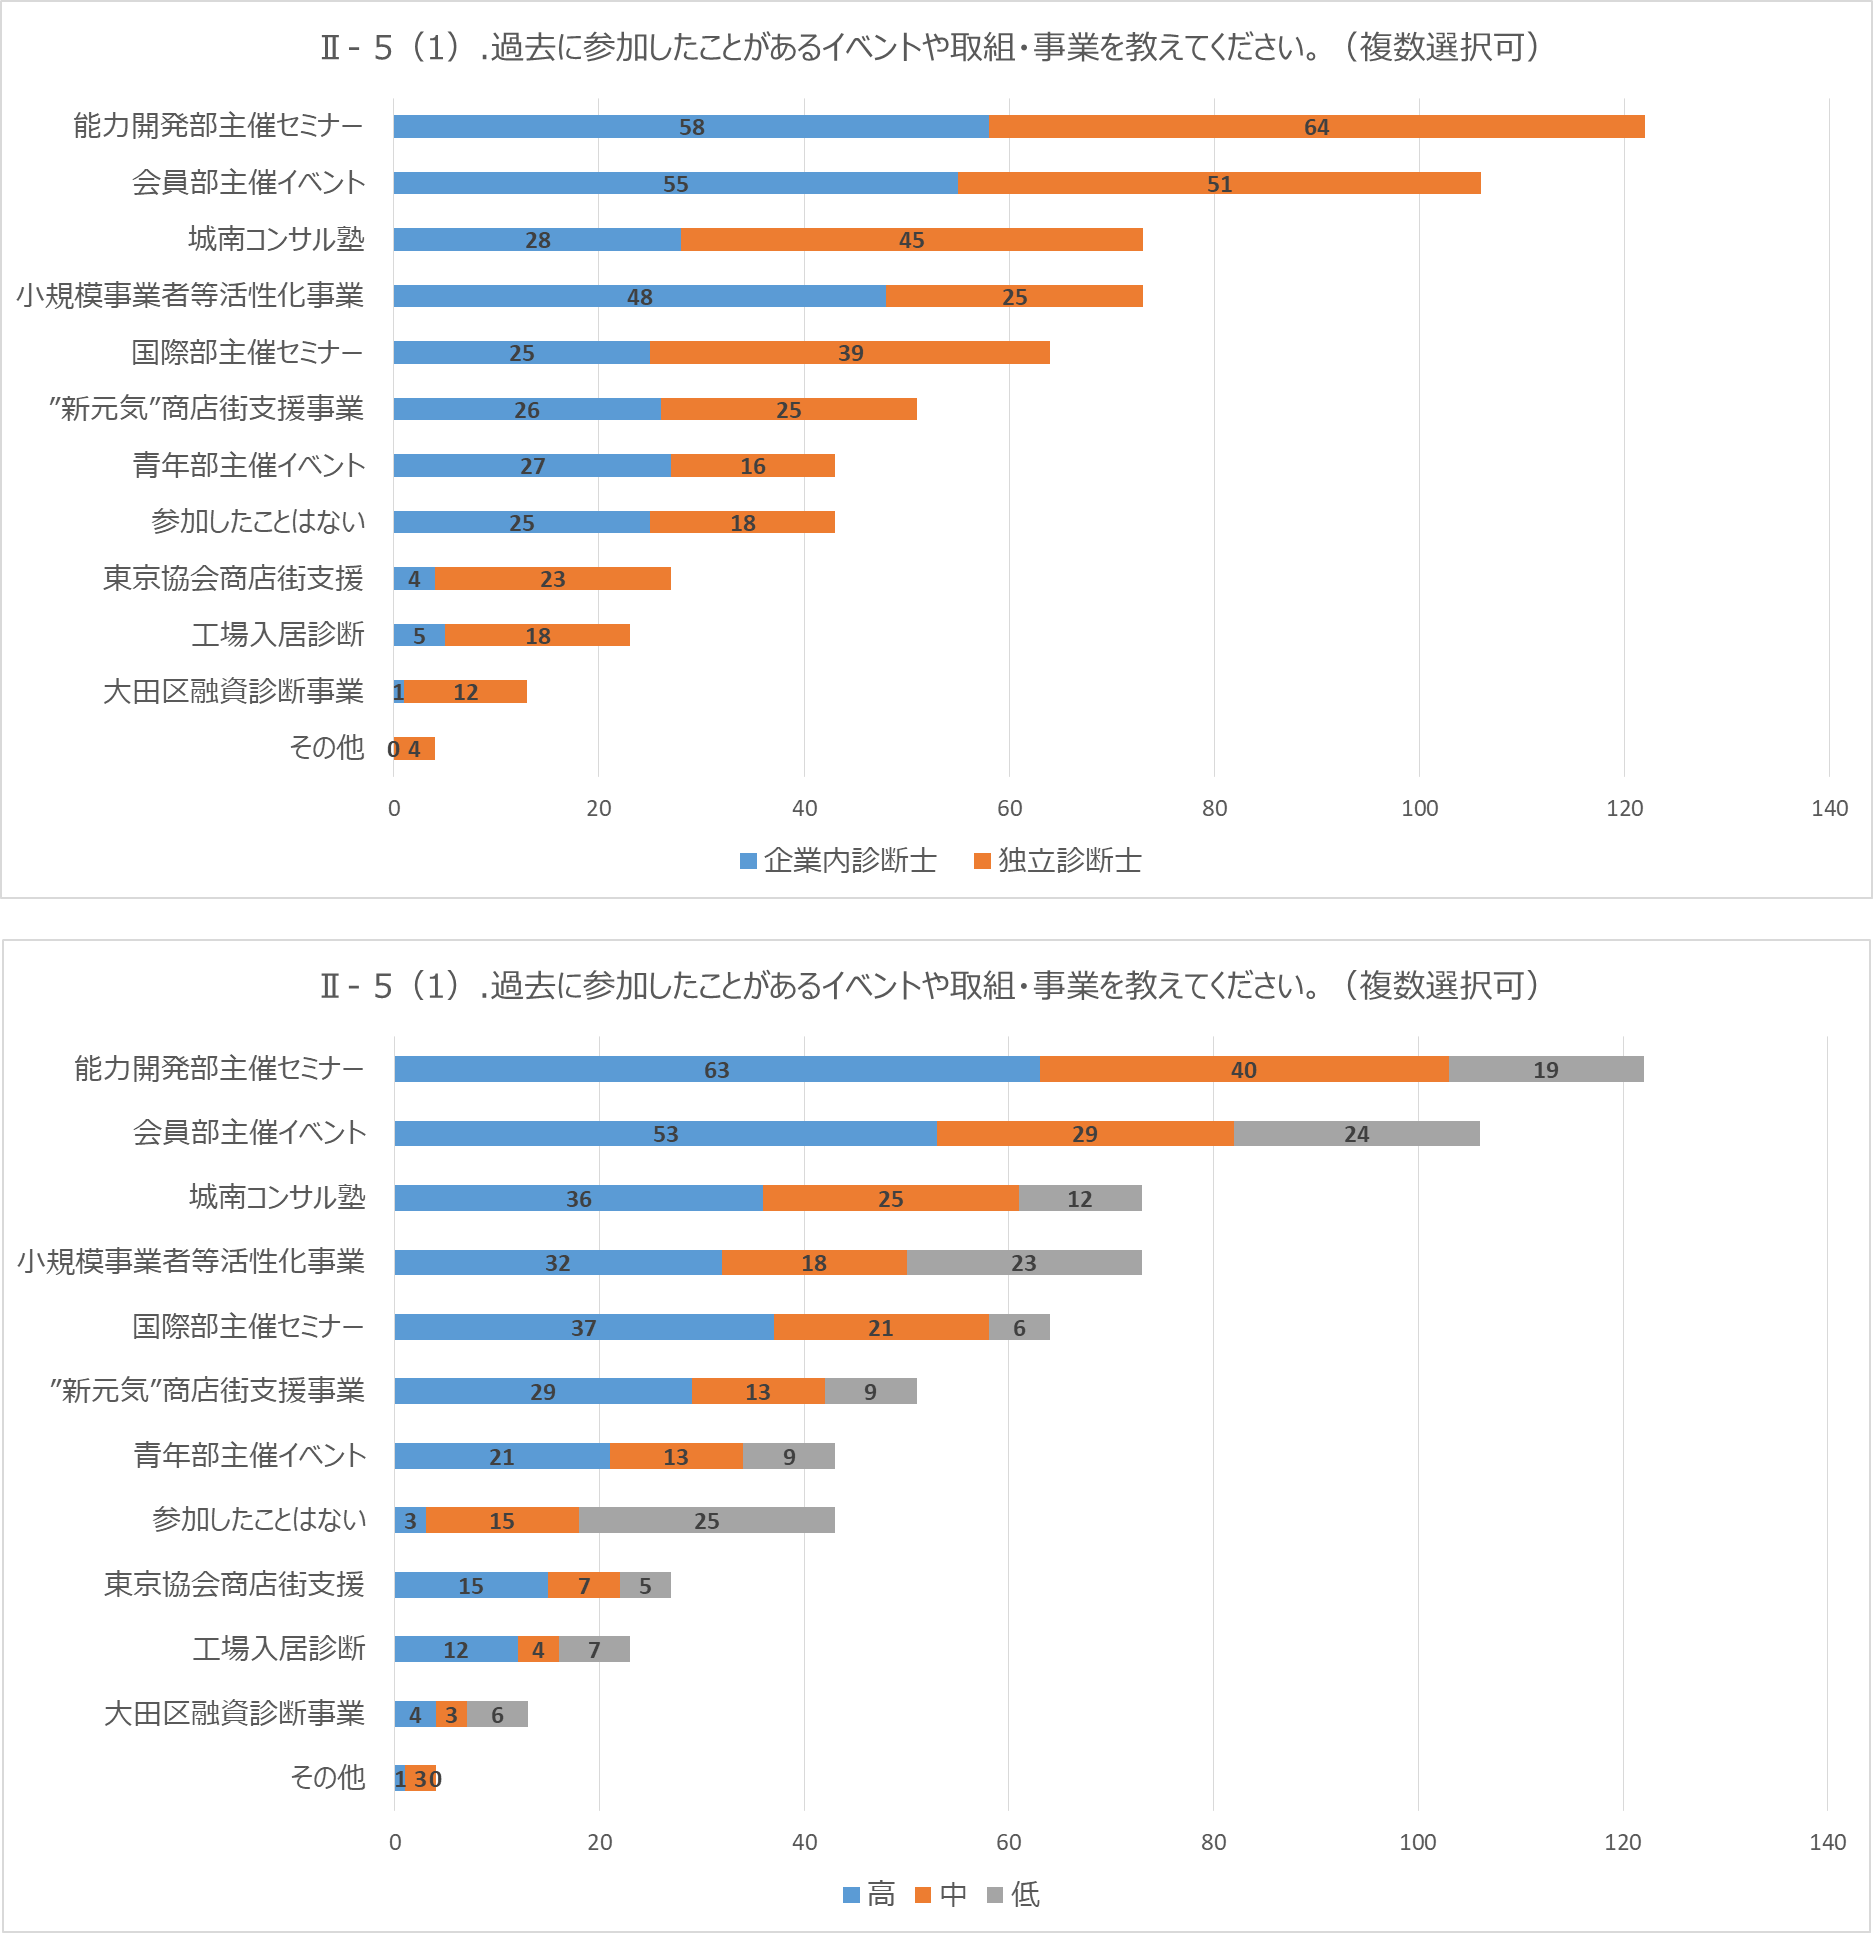 Ⅱ-５（1）.過去に参加したことがあるイベントや取組・事業を教えてください。（複数選択可）
能力開発部主催セミナー 58 64
会員部主催イベント 55 51
城南コンサル塾 28 45
小規模事業者等活性化事業 48 25
国際部主催セミナー 25 39
”新元気”商店街支援事業 26 25
青年部主催イベント 27 16
参加したことはない 25 18
東京協会商店街支援 4 23
工場入居診断 5 18
大田区融資診断事業 1 12
その他 0 4
0 20 40 60 80 100 120 140
企業内診断士 独立診断士
Ⅱ-５（1）.過去に参加したことがあるイベントや取組・事業を教えてください。（複数選択可）
能力開発部主催セミナー 63 40 19
会員部主催イベント 53 29 24
城南コンサル塾 36 25 12
小規模事業者等活性化事業 32 18 23
国際部主催セミナー 37 21 6
”新元気”商店街支援事業 29 13 9
青年部主催イベント 21 13 9
参加したことはない 3 15 25
東京協会商店街支援 15 7 5
工場入居診断 12 4 7
大田区融資診断事業 4 3 6
その他 1 3 0
0 20 40 60 80 100 120 140
高 中 低